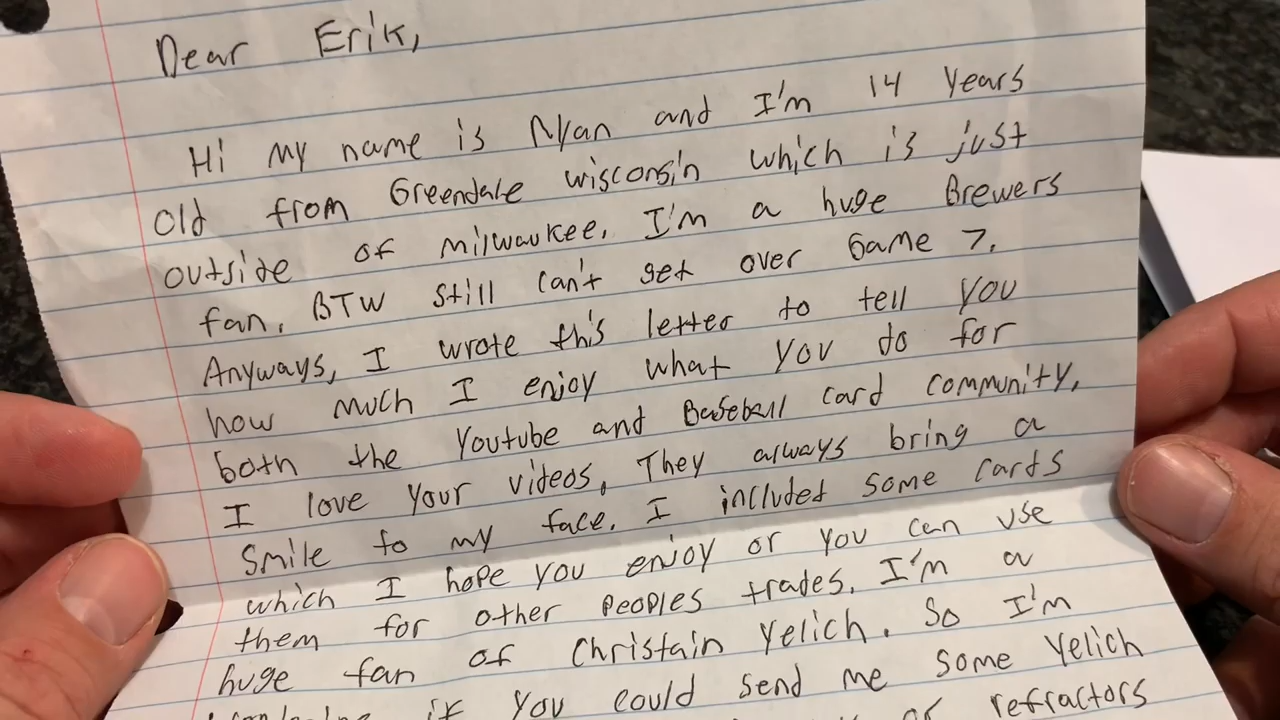 Dear Erik,
Hi my name is Ryan and I'm 14 years
old from Greendale wisconsin which is just
outside of milwaukee. I'm a huge Brewers
fan. BTW still can't get over Game 7.
Anyways, I wrote this letter to tell you
how much I enjoy what you do for
both the Youtube and Baseball card community.
I love your videos. They always bring a
smile to my face. I included some cards
which I hope you enjoy or you can use
them for other peoples trades. I'm a
huge fan of Christain Yelich. So I'm
if you could send me some Yelich
or refractors